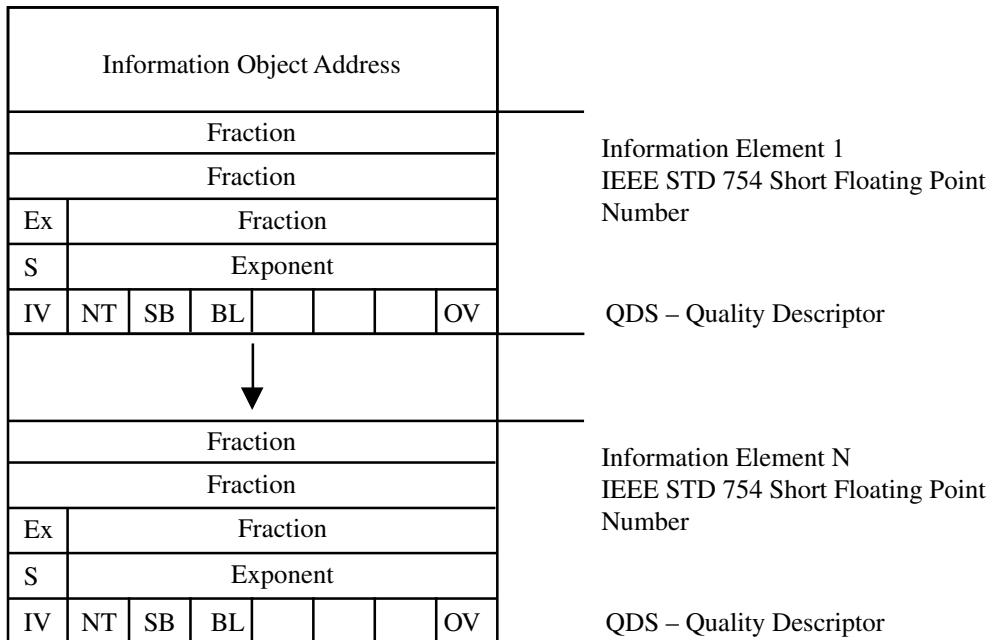 Information Object Address
Fraction
Fraction
Ex Fraction
S Exponent
IV NT SB BL OV
Information Element 1
IEEE STD 754 Short Floating Point
Number
QDS – Quality Descriptor
Fraction
Fraction
Ex Fraction
S Exponent
IV NT SB BL OV
Information Element N
IEEE STD 754 Short Floating Point
Number
QDS – Quality Descriptor